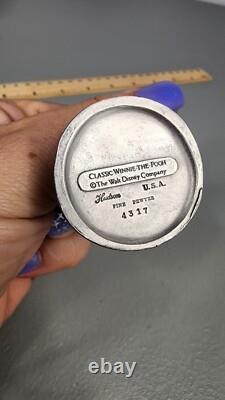 CLASSIC WINNIE-THE-POOH
© The Walt Disney Company
Hudson U.S.A.
FINE PEWTER
4317
ebay